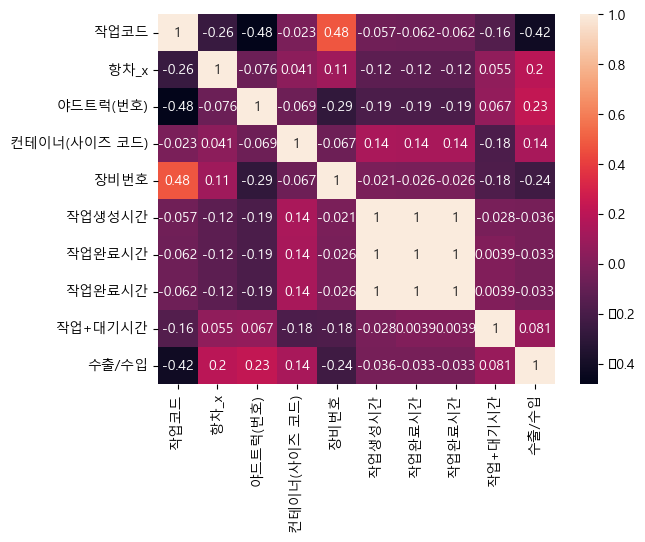 작업코드 1 -0.26 -0.48 -0.023 0.48 -0.057 -0.062 -0.062 -0.16 -0.42
항차_x -0.26 1 -0.076 0.041 0.11 -0.12 -0.12 -0.12 0.055 0.2
야드트럭(번호) -0.48 -0.076 1 -0.069 -0.29 -0.19 -0.19 -0.19 0.067 0.23
컨테이너(사이즈 코드) -0.023 0.041 -0.069 1 -0.067 0.14 0.14 0.14 -0.18 0.14
장비번호 0.48 0.11 -0.29 -0.067 1 -0.021 -0.026 -0.026 -0.18 -0.24
작업생성시간 -0.057 -0.12 -0.19 0.14 -0.021 1 1 1 -0.028 -0.036
작업완료시간 -0.062 -0.12 -0.19 0.14 -0.026 1 1 1 0.0039 -0.033
작업완료시간 -0.062 -0.12 -0.19 0.14 -0.026 1 1 1 0.0039 -0.033
작업+대기시간 -0.16 0.055 0.067 -0.18 -0.18 -0.028 0.0039 0.0039 1 0.081
수출/수입 -0.42 0.2 0.23 0.14 -0.24 -0.036 -0.033 -0.033 0.081 1
작업코드
항차_x
야드트럭(번호)
컨테이너(사이즈 코드)
장비번호
작업생성시간
작업완료시간
작업완료시간
작업+대기시간
수출/수입
1.0
0.8
0.6
0.4
0.2
0.0
□0.2
□0.4